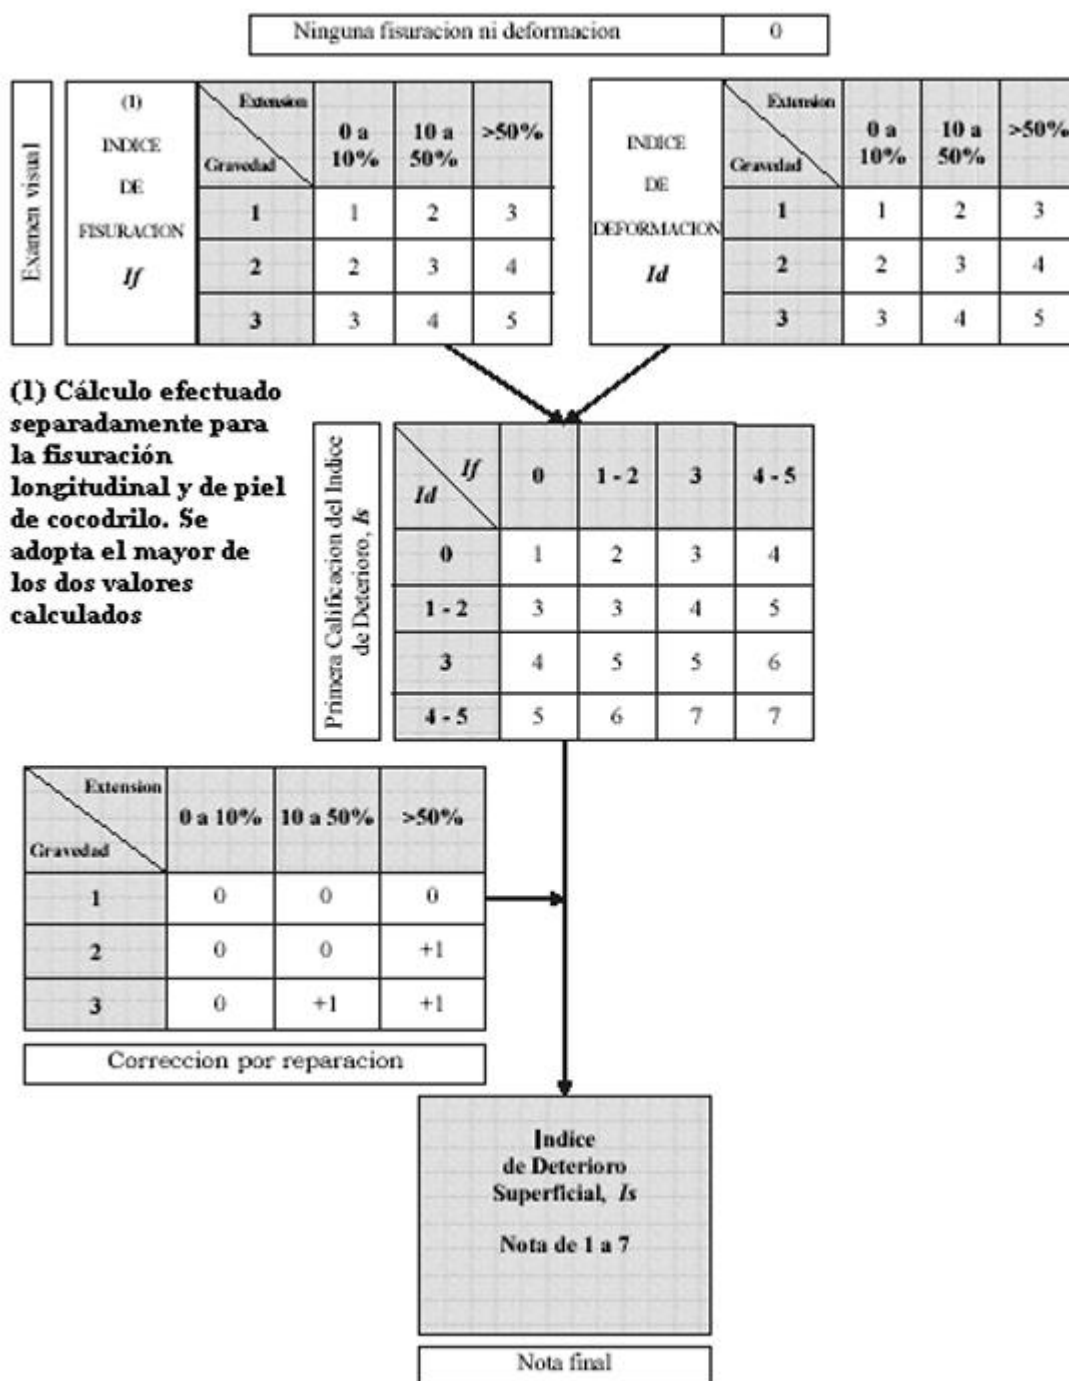 Ninguna fisuracion ni deformacion 0
Examen visual
(1)
INDICE
DE
FISURACION
If
Extension
Gravedad
0 a 10% 10 a 50% >50%
1 1 2 3
2 2 3 4
3 3 4 5
INDICE
DE
DEFORMACION
Id
Extension
Gravedad
0 a 10% 10 a 50% >50%
1 1 2 3
2 2 3 4
3 3 4 5
(1) Cálculo efectuado
separadamente para
la fisuración
longitudinal y de piel
de cocodrilo. Se
adopta el mayor de
los dos valores
calculados
Primera Calificacion del Indice
de Deterioro, Is
If
Id
0 1 - 2 3 4 - 5
0 1 2 3 4
1 - 2 3 3 4 5
3 4 5 5 6
4 - 5 5 6 7 7
Extension
Gravedad
0 a 10% 10 a 50% >50%
1 0 0 0
2 0 0 +1
3 0 +1 +1
Correccion por reparacion
Indice
de Deterioro
Superficial, Is
Nota de 1 a 7
Nota final